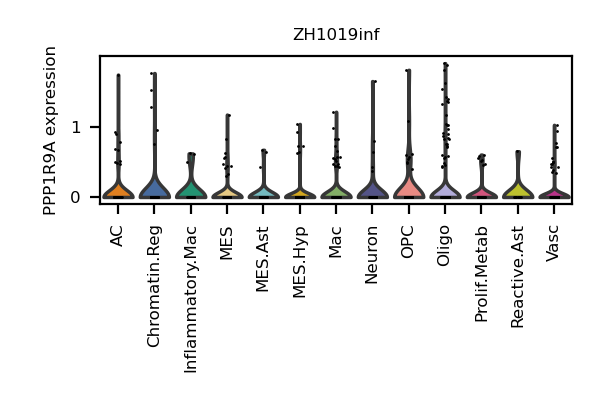 ZH1019inf
PPP1R9A expression
1
0
AC
Chromatin.Reg
Inflammatory.Mac
MES
MES.Ast
MES.Hyp
Mac
Neuron
OPC
Oligo
Prolif.Metab
Reactive.Ast
Vasc